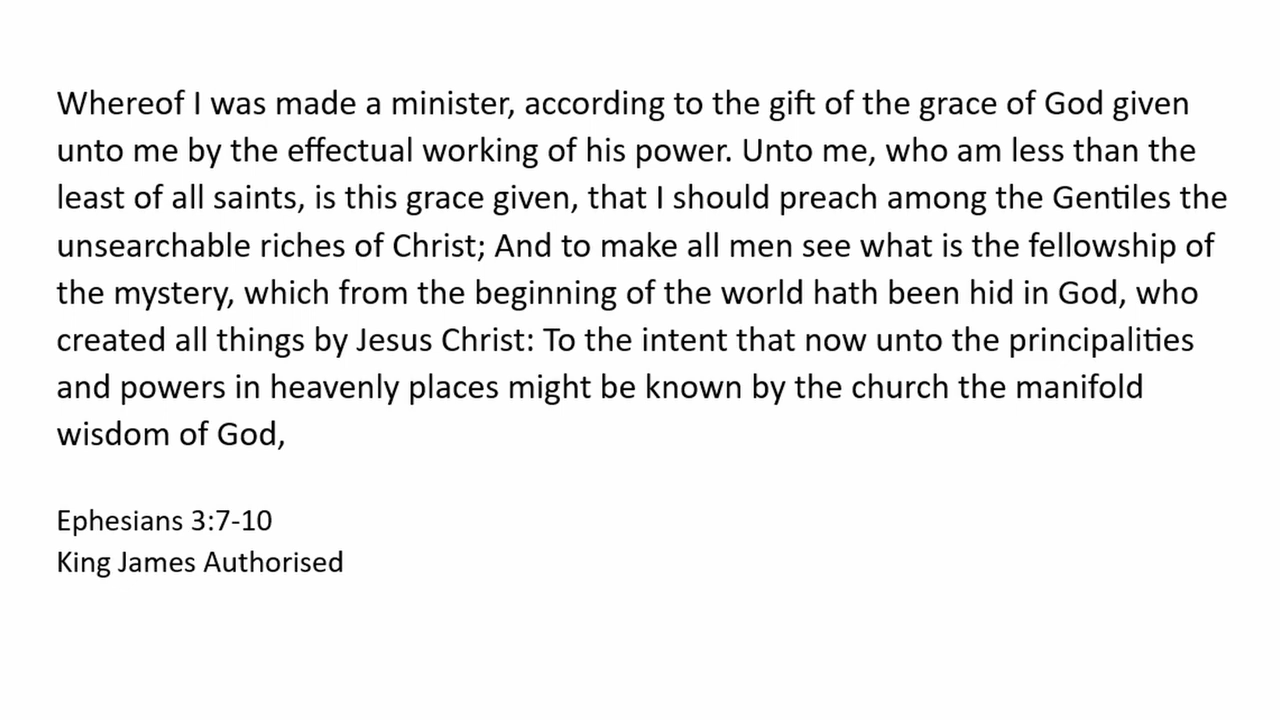 Whereof I was made a minister, according to the gift of the grace of God given
unto me by the effectual working of his power. Unto me, who am less than the
least of all saints, is this grace given, that I should preach among the Gentiles the
unsearchable riches of Christ; And to make all men see what is the fellowship of
the mystery, which from the beginning of the world hath been hid in God, who
created all things by Jesus Christ: To the intent that now unto the principalities
and powers in heavenly places might be known by the church the manifold
wisdom of God,
Ephesians 3:7-10
King James Authorised